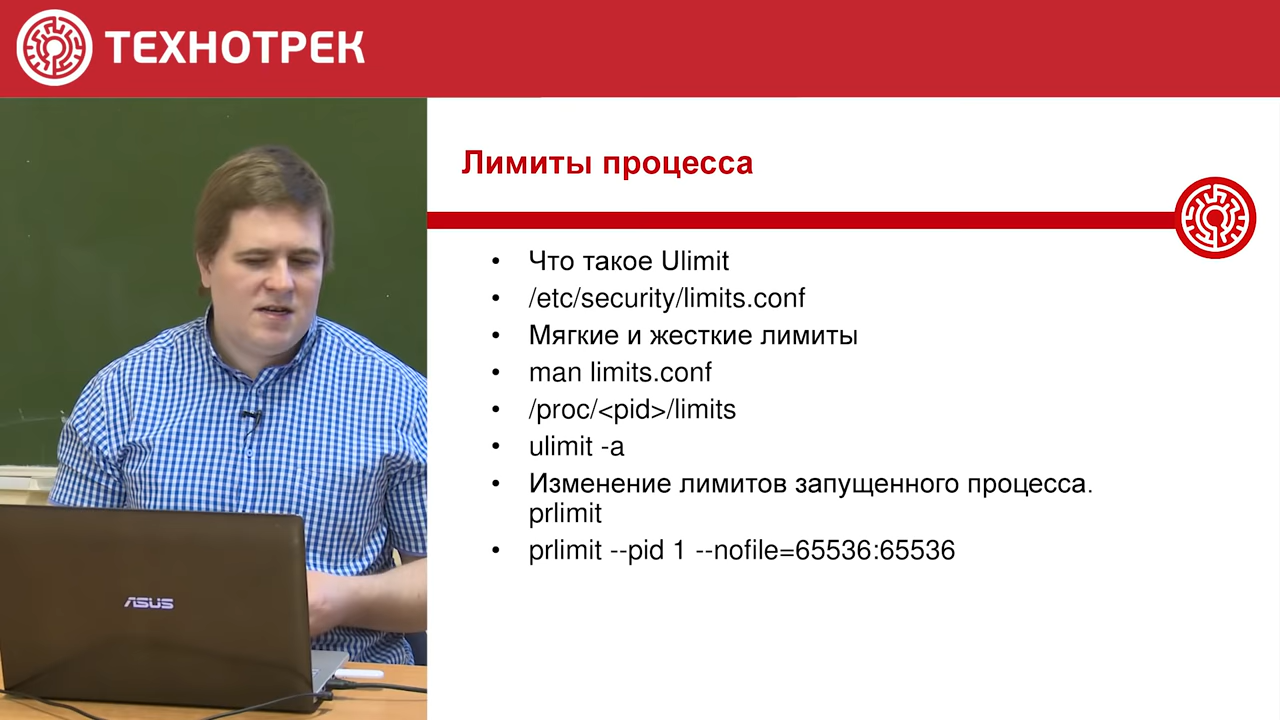 ТЕХНОТРЕК
Лимиты процесса
Что такое Ulimit
/etc/security/limits.conf
Мягкие и жесткие лимиты
man limits.conf
/proc/<pid>/limits
ulimit -a
Изменение лимитов запущенного процесса.
prlimit
prlimit --pid 1 --nofile=65536:65536
ASUS